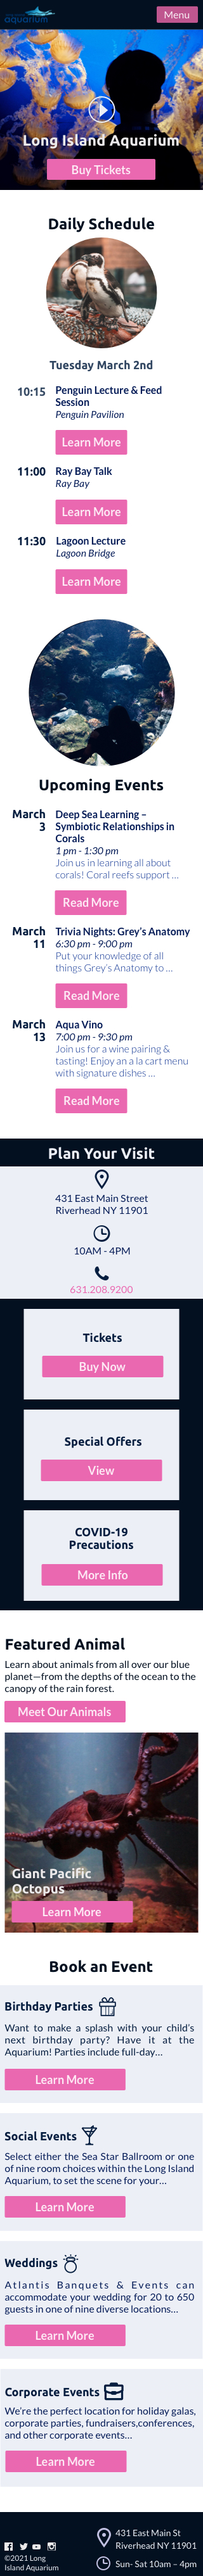 aquarium
Menu
Long Island Aquarium
Buy Tickets
Daily Schedule
Tuesday March 2nd
10:15
Penguin Lecture & Feed
Session
Penguin Pavilion
Learn More
11:00
Ray Bay Talk
Ray Bay
Learn More
11:30
Lagoon Lecture
Lagoon Bridge
Learn More
Upcoming Events
March
3
Deep Sea Learning –
Symbiotic Relationships in
Corals
1 pm - 1:30 pm
Join us in learning all about
corals! Coral reefs support ...
Read More
March
11
Trivia Nights: Grey's Anatomy
6:30 pm - 9:00 pm
Put your knowledge of all
things Grey's Anatomy to ...
Read More
March
13
Aqua Vino
7:00 pm - 9:30 pm
Join us for a wine pairing &
tasting! Enjoy an a la cart menu
with signature dishes ...
Read More
Plan Your Visit
431 East Main Street
Riverhead NY 11901
10AM - 4PM
631.208.9200
Tickets
Buy Now
Special Offers
View
COVID-19
Precautions
More Info
Featured Animal
Learn about animals from all over our blue
planet—from the depths of the ocean to the
canopy of the rain forest.
Meet Our Animals
Giant Pacific
Octopus
Learn More
Book an Event
Birthday Parties
Want to make a splash with your child's
next birthday party? Have it at the
Aquarium! Parties include full-day...
Learn More
Social Events
Select either the Sea Star Ballroom or one
of nine room choices within the Long Island
Aquarium, to set the scene for your...
Learn More
Weddings
Atlantis Banquets & Events can
accommodate your wedding for 20 to 650
guests in one of nine diverse locations...
Learn More
Corporate Events
We're the perfect location for holiday galas,
corporate parties, fundraisers,conferences,
and other corporate events...
Learn More
©2021 Long
Island Aquarium
431 East Main St
Riverhead NY 11901
Sun- Sat 10am – 4pm